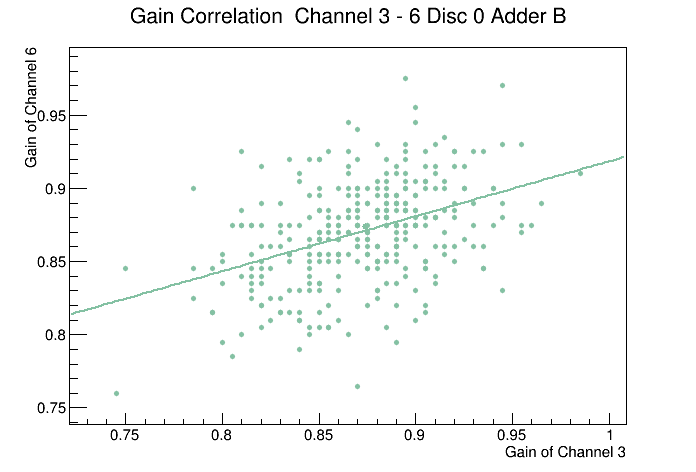 Gain Correlation  Channel 3 - 6 Disc 0 Adder B
Gain of Channel 6
0.95
0.9
0.85
0.8
0.75
0.75 0.8 0.85 0.9 0.95 1
Gain of Channel 3